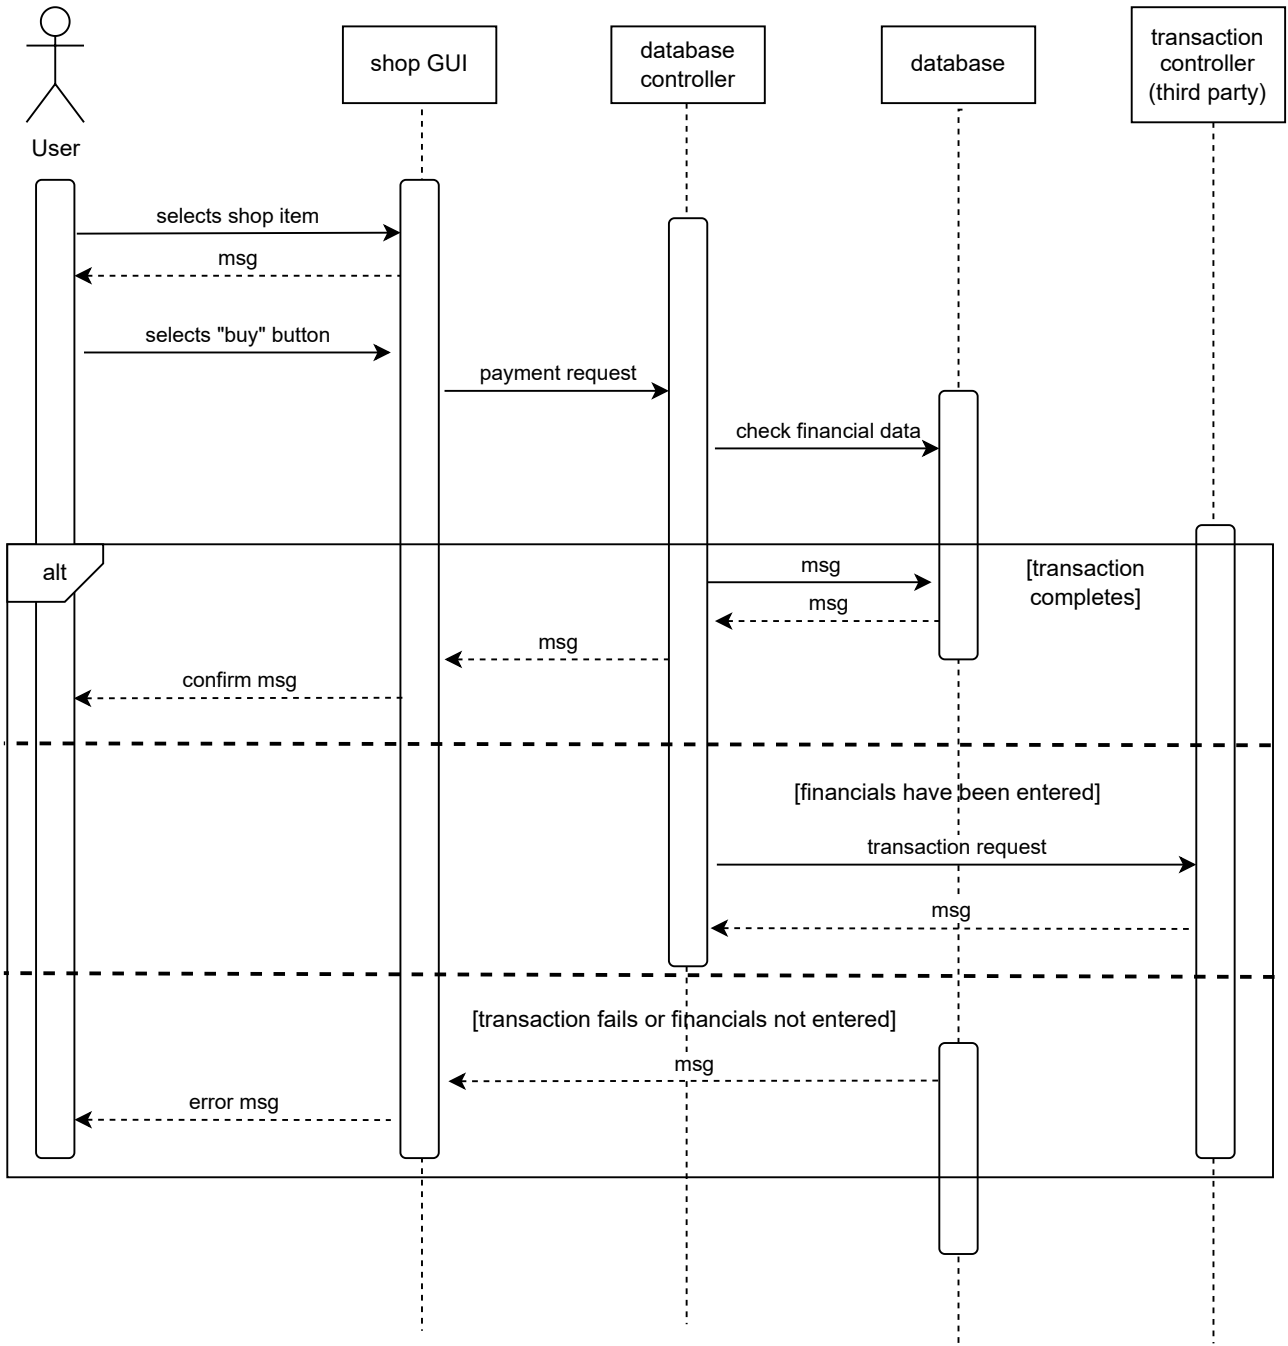 User
shop GUI
database
controller
database
transaction
controller
(third party)
selects shop item
msg
selects "buy" button
payment request
check financial data
alt
msg
[transaction
completes]
msg
msg
confirm msg
[financials have been entered]
transaction request
msg
[transaction fails or financials not entered]
msg
error msg